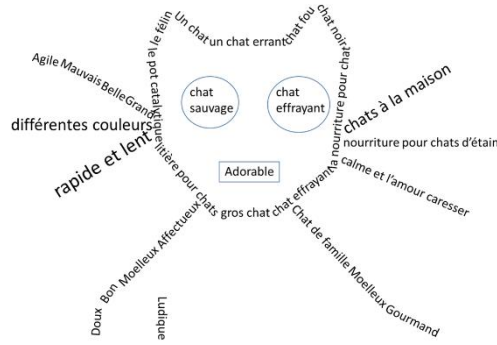 le félin
Un chat
un chat errant
chat fou
chat noir
la nourriture pour chat
le pot catalytique
litière pour chats
gros chat
chat effrayant
chat
sauvage
chat
effrayant
Adorable
Agile Mauvais Belle Grand
différentes couleurs
rapide et lent
chats à la maison
nourriture pour chats d'étain
calme et l'amour caresser
Doux Bon Moelleux Affectueux
Ludique
Chat de famille Moelleux Gourmand